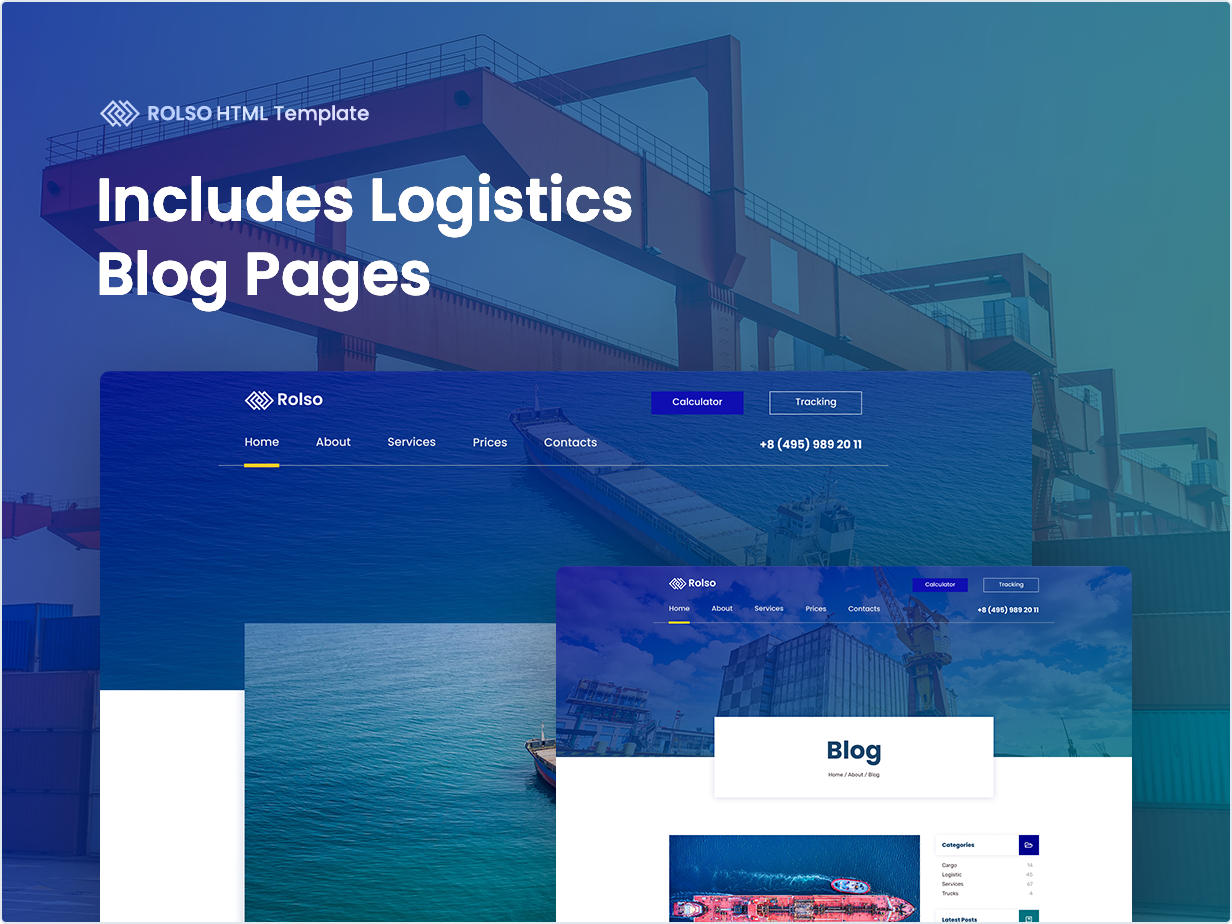 ROLSO HTML Template
Includes Logistics
Blog Pages
Rolso
Calculator
Tracking
Home
About
Services
Prices
Contacts
+8 (495) 989 20 11
Rolso
Calculator
Tracking
Home
About
Services
Prices
Contacts
+8 (495) 989 20 11
Blog
Home / About / Blog
Categories
Cargo 14
Logistic 45
Services 67
Trucks 4
Latest Posts